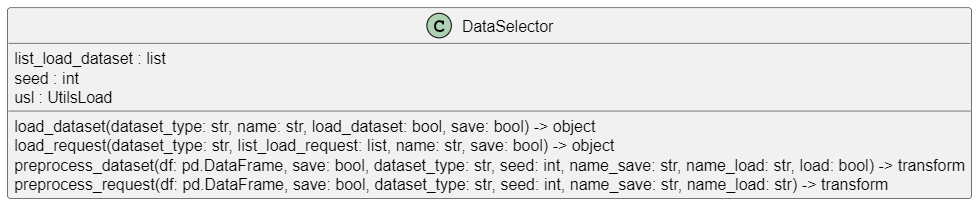 C DataSelector
list_load_dataset : list
seed : int
usl : UtilsLoad
load_dataset(dataset_type: str, name: str, load_dataset: bool, save: bool) -> object
load_request(dataset_type: str, list_load_request: list, name: str, save: bool) -> object
preprocess_dataset(df: pd.DataFrame, save: bool, dataset_type: str, seed: int, name_save: str, name_load: str, load: bool) -> transform
preprocess_request(df: pd.DataFrame, save: bool, dataset_type: str, seed: int, name_save: str, name_load: str) -> transform